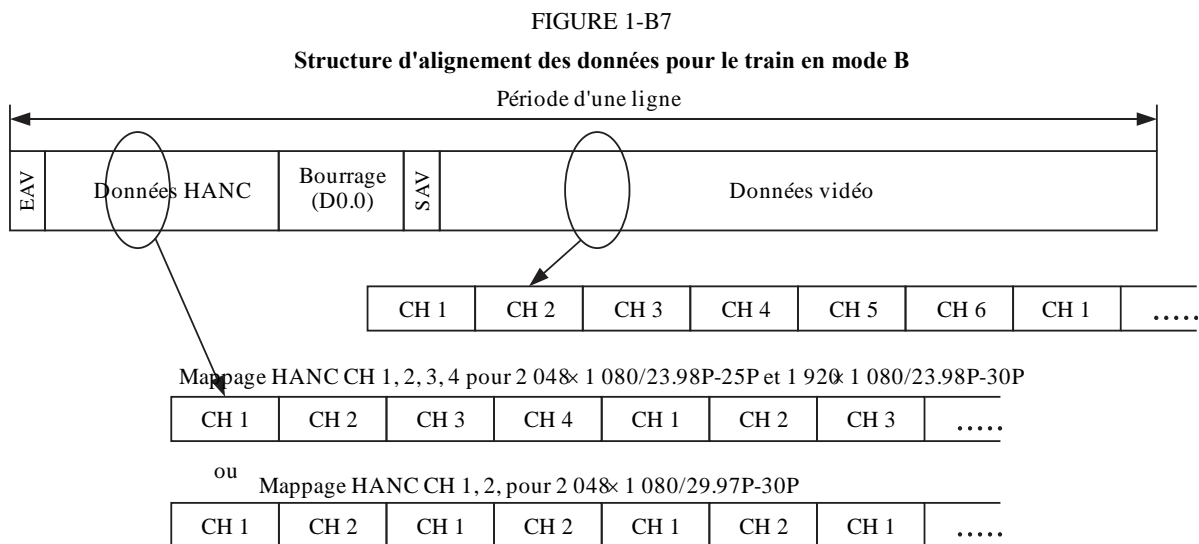 FIGURE 1-B7
Structure d'alignement des données pour le train en mode B
Période d'une ligne
EAV Données HANC Bourrage (D0.0) SAV Données vidéo
CH 1 CH 2 CH 3 CH 4 CH 5 CH 6 CH 1 .....
Mappage HANC CH 1, 2, 3, 4 pour 2 048× 1 080/23.98P-25P et 1 920× 1 080/23.98P-30P
CH 1 CH 2 CH 3 CH 4 CH 1 CH 2 CH 3 .....
ou
Mappage HANC CH 1, 2, pour 2 048× 1 080/29.97P-30P
CH 1 CH 2 CH 1 CH 2 CH 1 CH 2 CH 1 .....